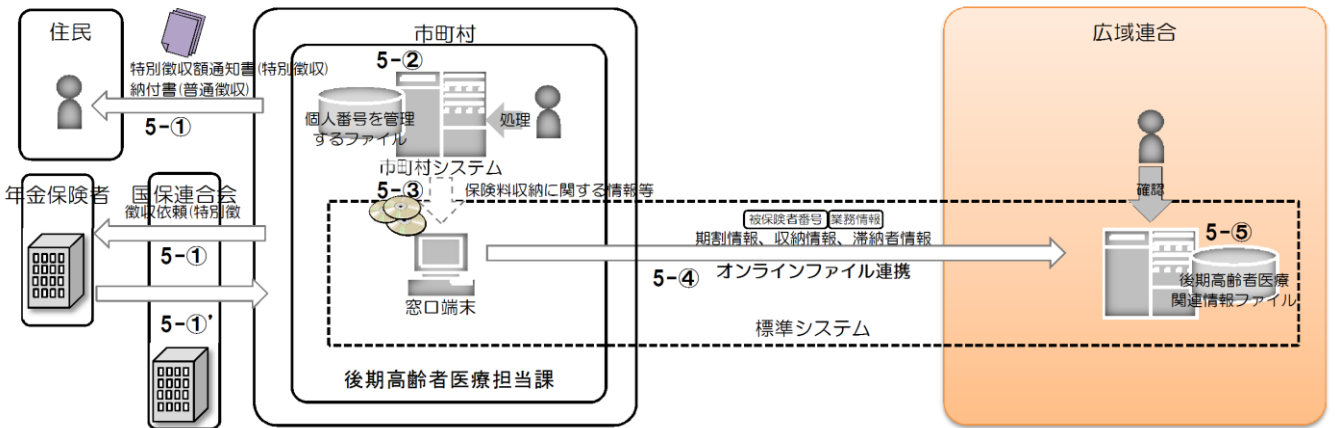 住民
特別徴収額通知書(特別徴収)
納付書(普通徴収)
5-①
年金保険者
国保連合会
徴収依頼(特別徴
5-①
5-①’
市町村
5-②
個人番号を管理
するファイル
処理
市町村システム
5-③
保険料収納に関する情報等
窓口端末
後期高齢者医療担当課
被保険者番号 業務情報
期割情報、収納情報、滞納者情報
5-④
オンラインファイル連携
標準システム
広域連合
確認
5-⑤
後期高齢者医療
関連情報ファイル